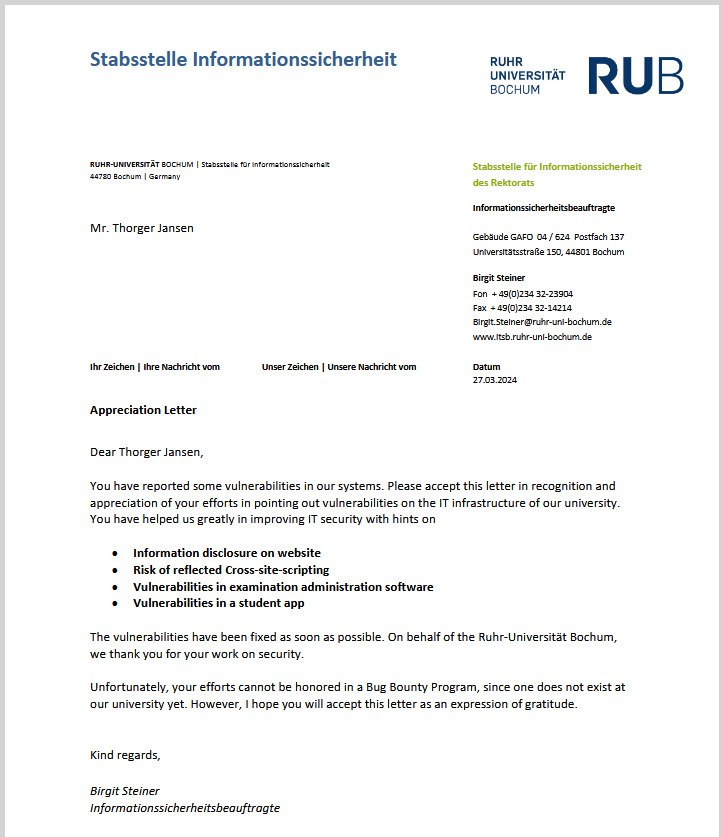 Stabsstelle Informationssicherheit
RUHR
UNIVERSITÄT
BOCHUM
RUB
RUHR-UNIVERSITÄT BOCHUM | Stabsstelle für Informationssicherheit
44780 Bochum | Germany
Stabsstelle für Informationssicherheit
des Rektorats
Informationssicherheitsbeauftragte
Mr. Thorger Jansen
Gebäude GAFO 04 / 624 Postfach 137
Universitätsstraße 150, 44801 Bochum
Birgit Steiner
Fon + 49(0)234 32-23904
Fax + 49(0)234 32-14214
Birgit.Steiner@ruhr-uni-bochum.de
www.itsb.ruhr-uni-bochum.de
Ihr Zeichen | Ihre Nachricht vom Unser Zeichen | Unsere Nachricht vom Datum
27.03.2024
Appreciation Letter
Dear Thorger Jansen,
You have reported some vulnerabilities in our systems. Please accept this letter in recognition and
appreciation of your efforts in pointing out vulnerabilities on the IT infrastructure of our university.
You have helped us greatly in improving IT security with hints on
• Information disclosure on website
• Risk of reflected Cross-site-scripting
• Vulnerabilities in examination administration software
• Vulnerabilities in a student app
The vulnerabilities have been fixed as soon as possible. On behalf of the Ruhr-Universität Bochum,
we thank you for your work on security.
Unfortunately, your efforts cannot be honored in a Bug Bounty Program, since one does not exist at
our university yet. However, I hope you will accept this letter as an expression of gratitude.
Kind regards,
Birgit Steiner
Informationssicherheitsbeauftragte